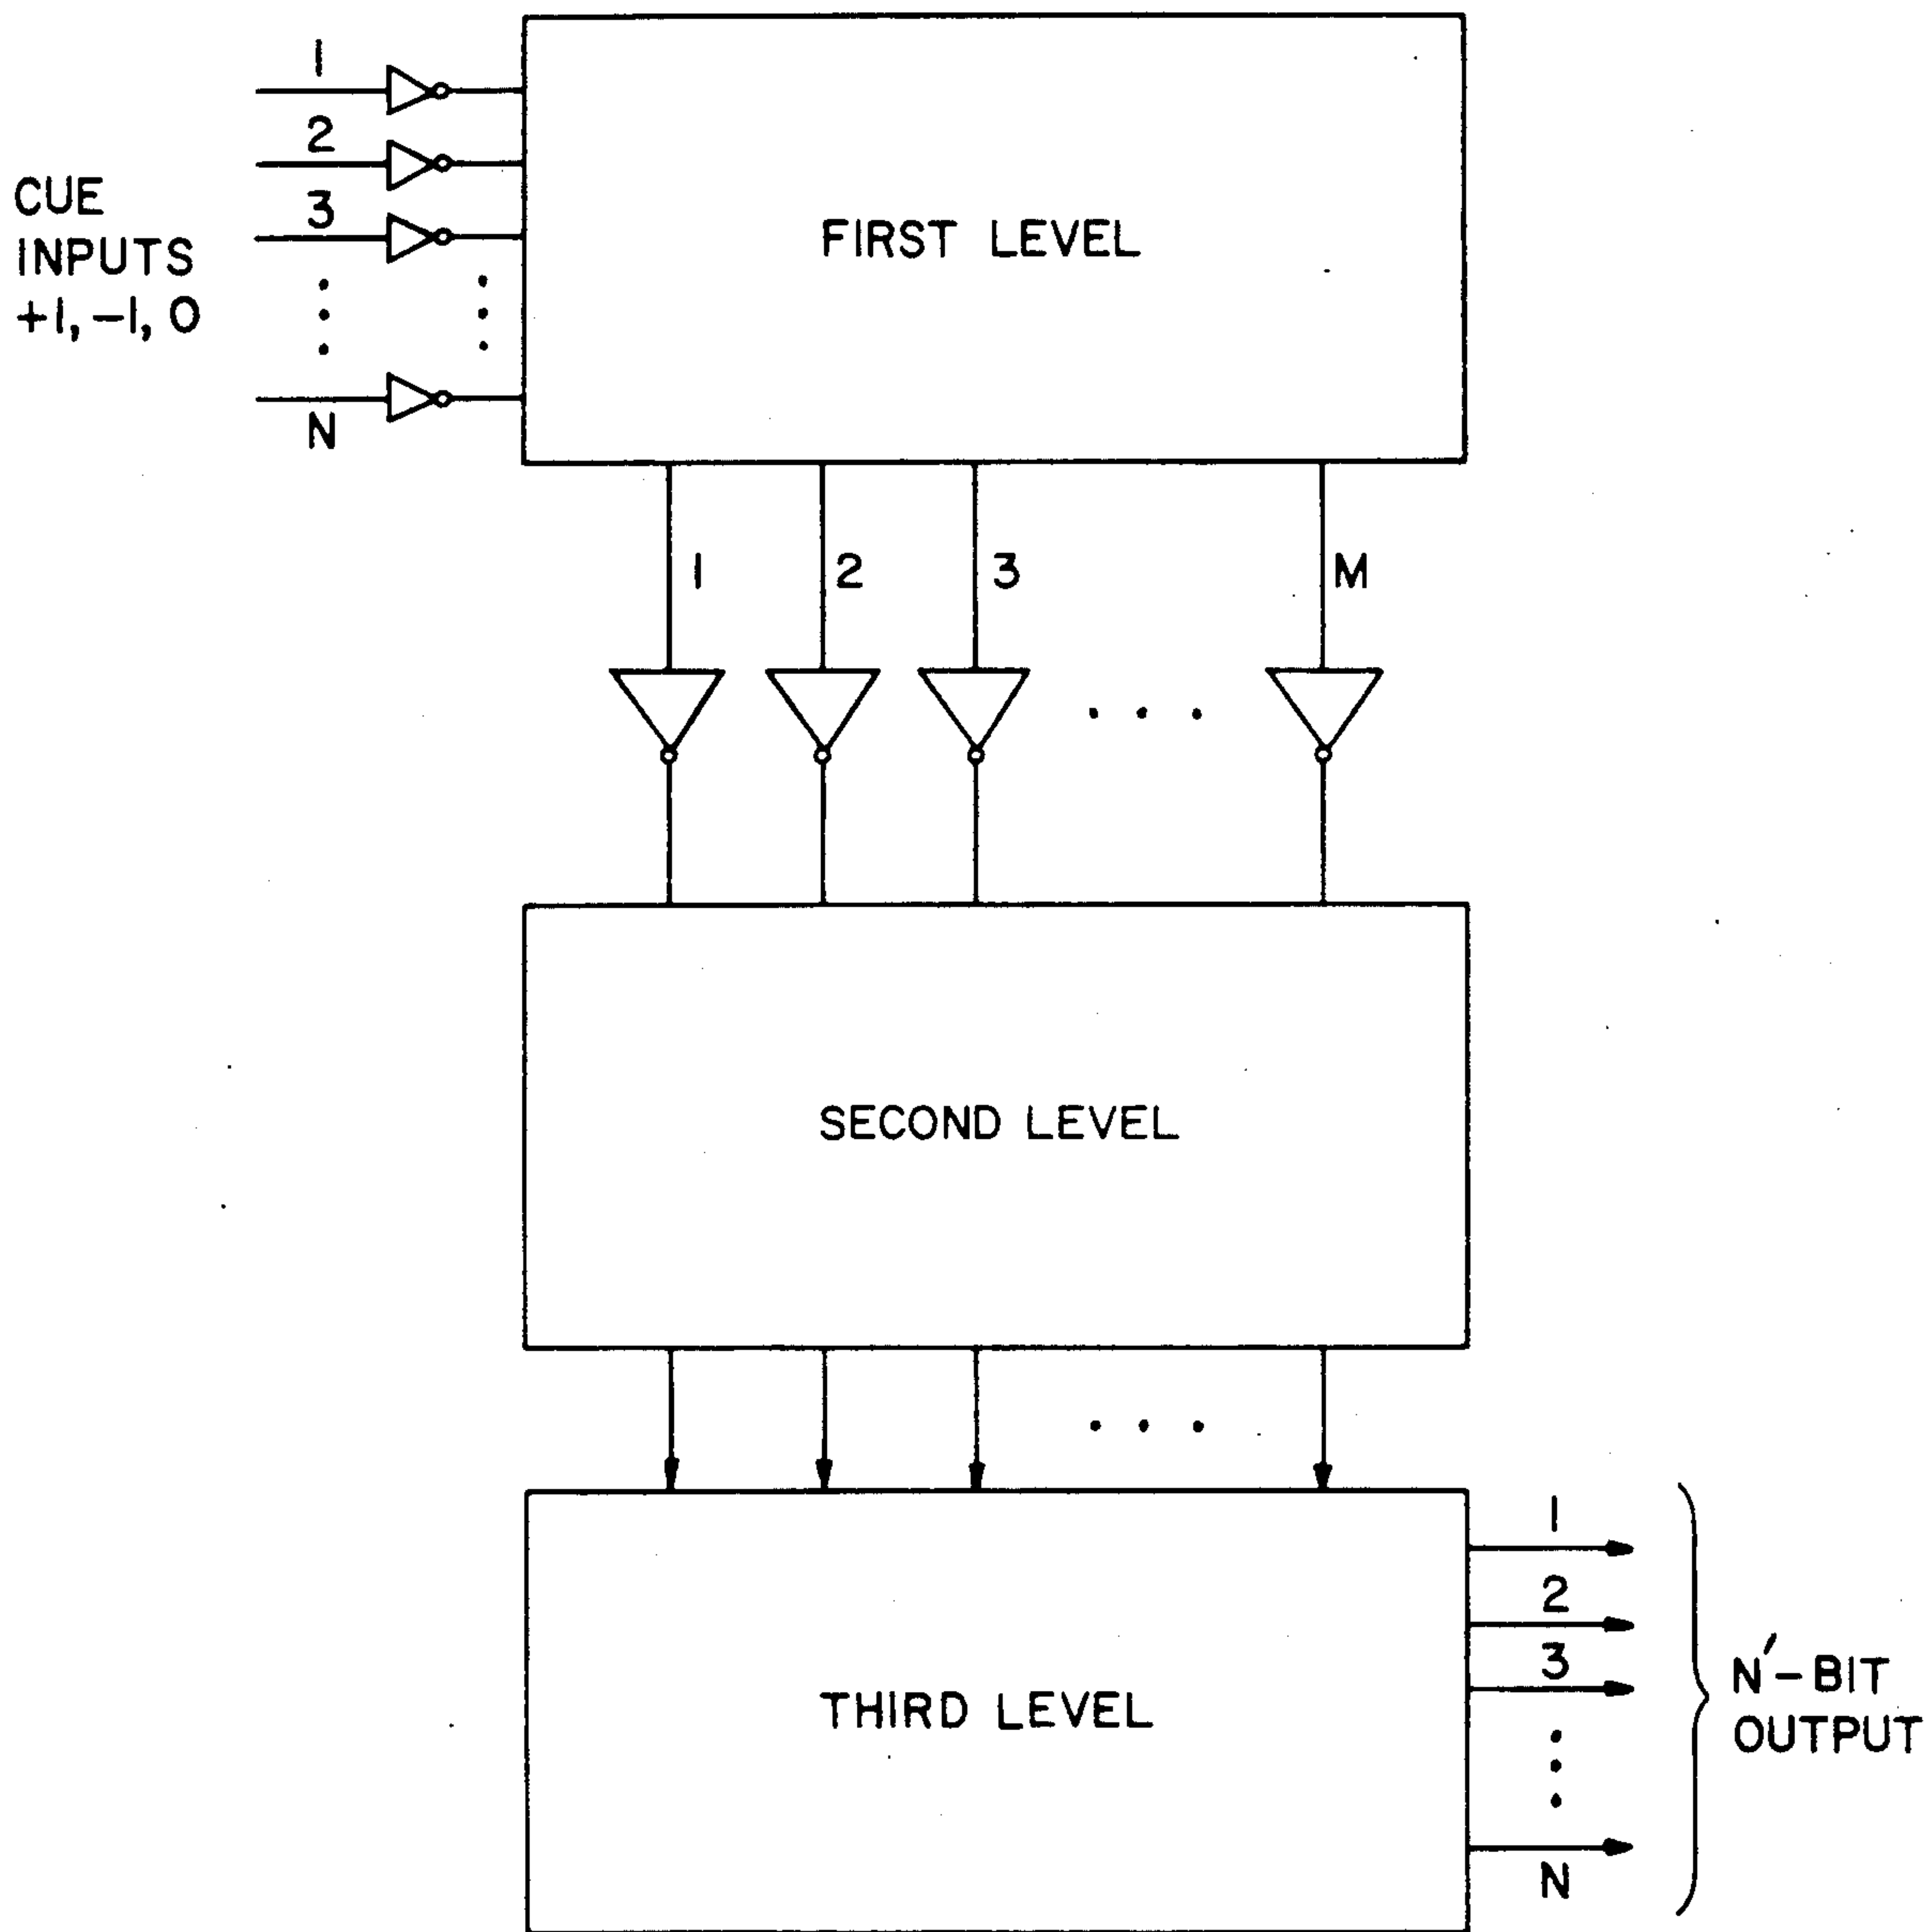 1
2
3
N
CUE
INPUTS
+1, -1, 0
FIRST LEVEL
1 2 3 M
SECOND LEVEL
THIRD LEVEL
1
2
3
N
N'-BIT
OUTPUT